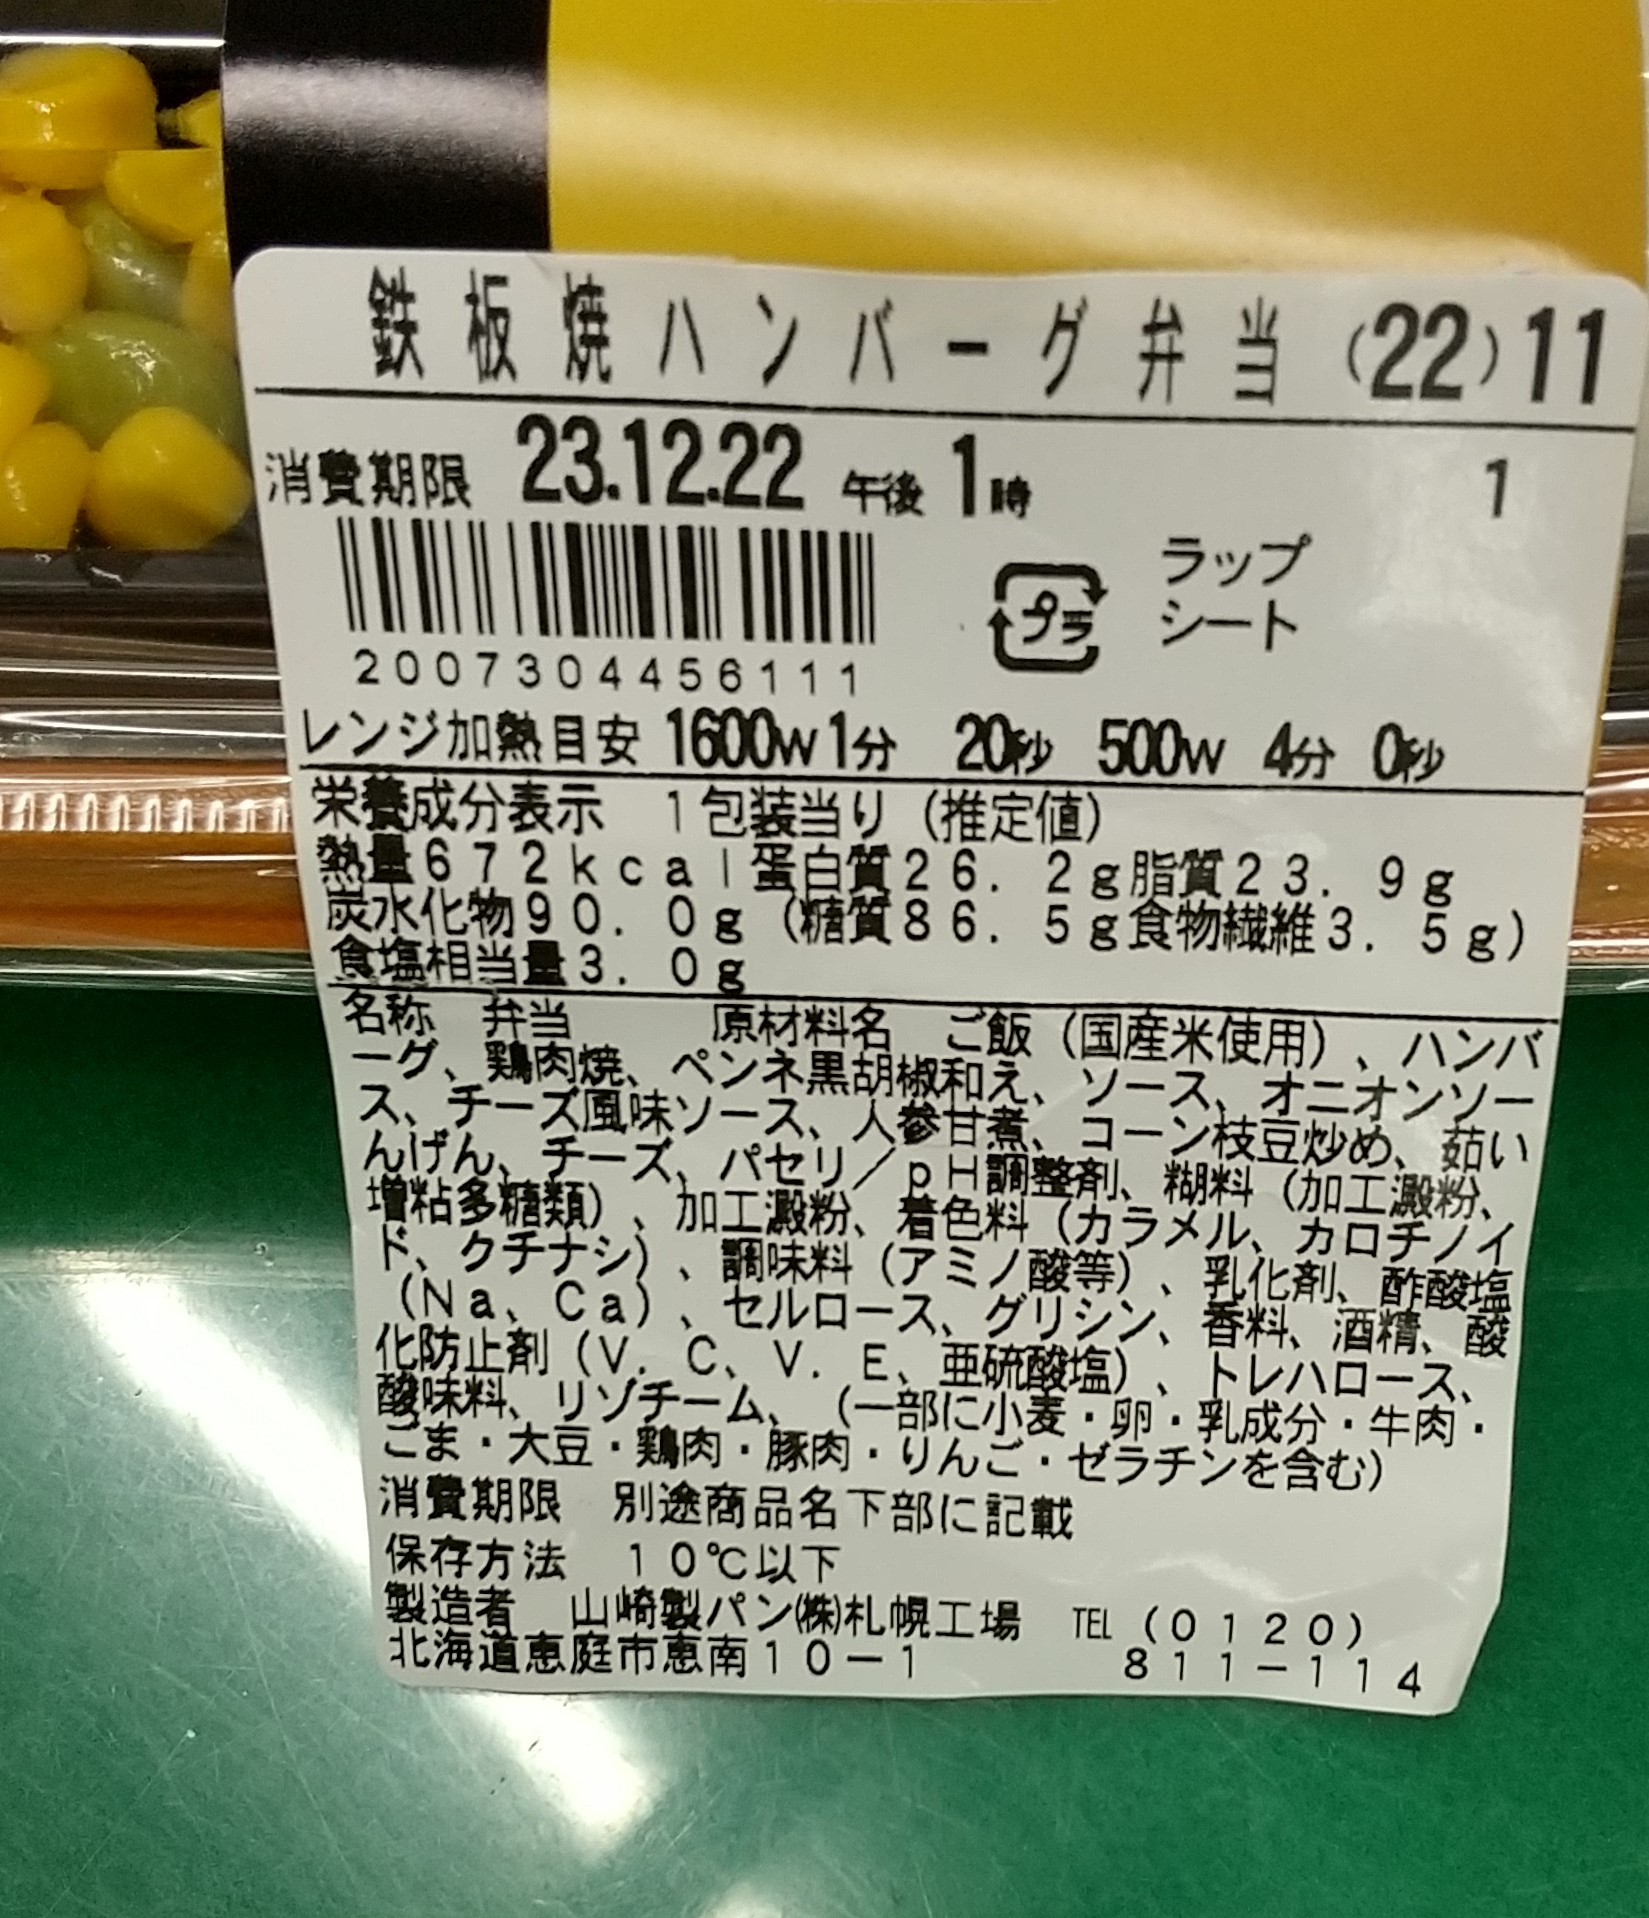 鉄板焼ハンバーグ弁当(22)11
消費期限 23.12.22 午後 1時 1
ラップ
プラ シート
2007304456111
レンジ加熱目安 1600W 1分 20秒 500W 4分 0秒
栄養成分表示 1包装当り(推定値)
熱量672kcal蛋白質26.2g脂質23.9g
炭水化物90.0g(糖質86.5g食物繊維3.5g)
食塩相当量3.0g
名称 弁当 原材料名 ご飯(国産米使用)、ハンバ
ーグ、鶏肉焼、ペンネ黒胡椒和え、ソース、オニオンソー
ス、チーズ風味ソース、人参甘煮、コーン枝豆炒め、茹い
んげん、チーズ、パセリ/pH調整剤、糊料(加工澱粉、
増粘多糖類)、加工澱粉、着色料(カラメル、カロチノイ
ド、クチナシ)、調味料(アミノ酸等)、乳化剤、酢酸塩
(Na、Ca)、セルロース、グリシン、香料、酒精、酸
化防止剤(V.C、V.E、亜硫酸塩)、トレハロース、
酸味料、リゾチーム、(一部に小麦・卵・乳成分・牛肉・
ごま・大豆・鶏肉・豚肉・りんご・ゼラチンを含む)
消費期限 別途商品名下部に記載
保存方法 10℃以下
製造者 山崎製パン(株)札幌工場 TEL(0120)
北海道恵庭市恵南10-1 811-114